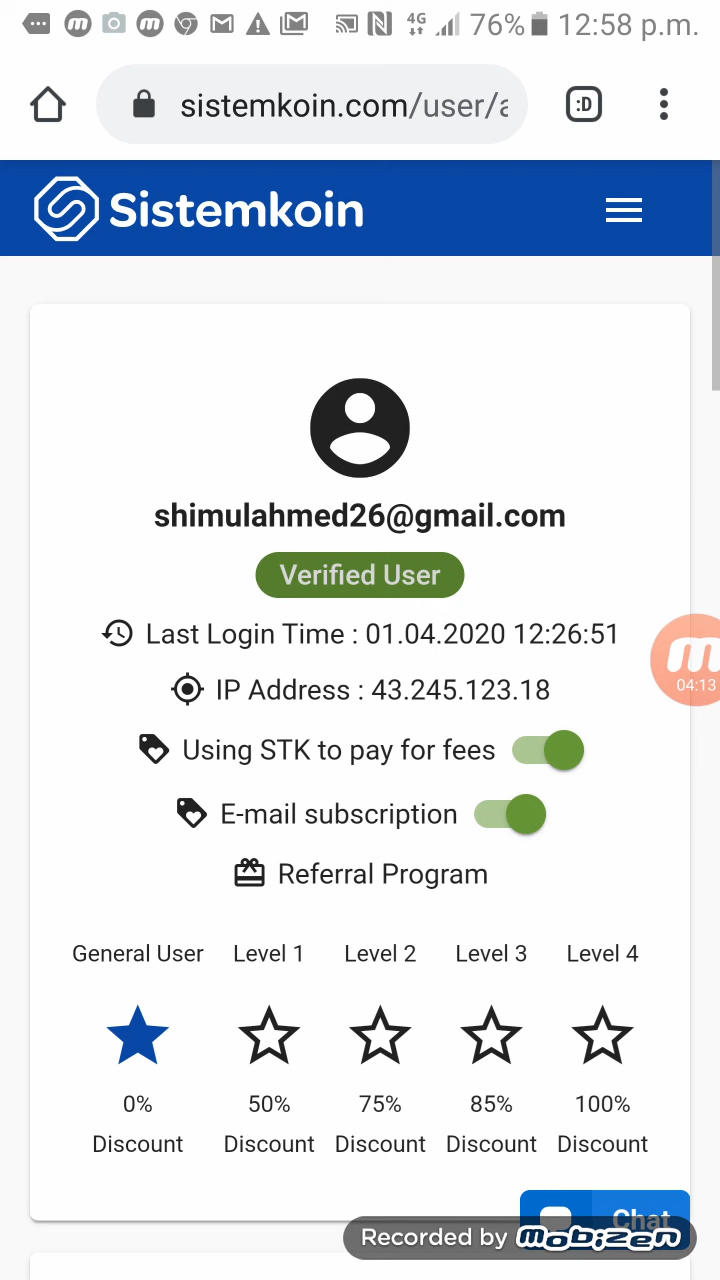 4G 76% 12:58 p.m.
sistemkoin.com/user/a
:D
Sistemkoin
shimulahmed26@gmail.com
Verified User
Last Login Time : 01.04.2020 12:26:51
IP Address : 43.245.123.18
m
04:13
Using STK to pay for fees
E-mail subscription
Referral Program
General User Level 1 Level 2 Level 3 Level 4
0% 50% 75% 85% 100%
Discount Discount Discount Discount Discount
Chat
Recorded by mobizen